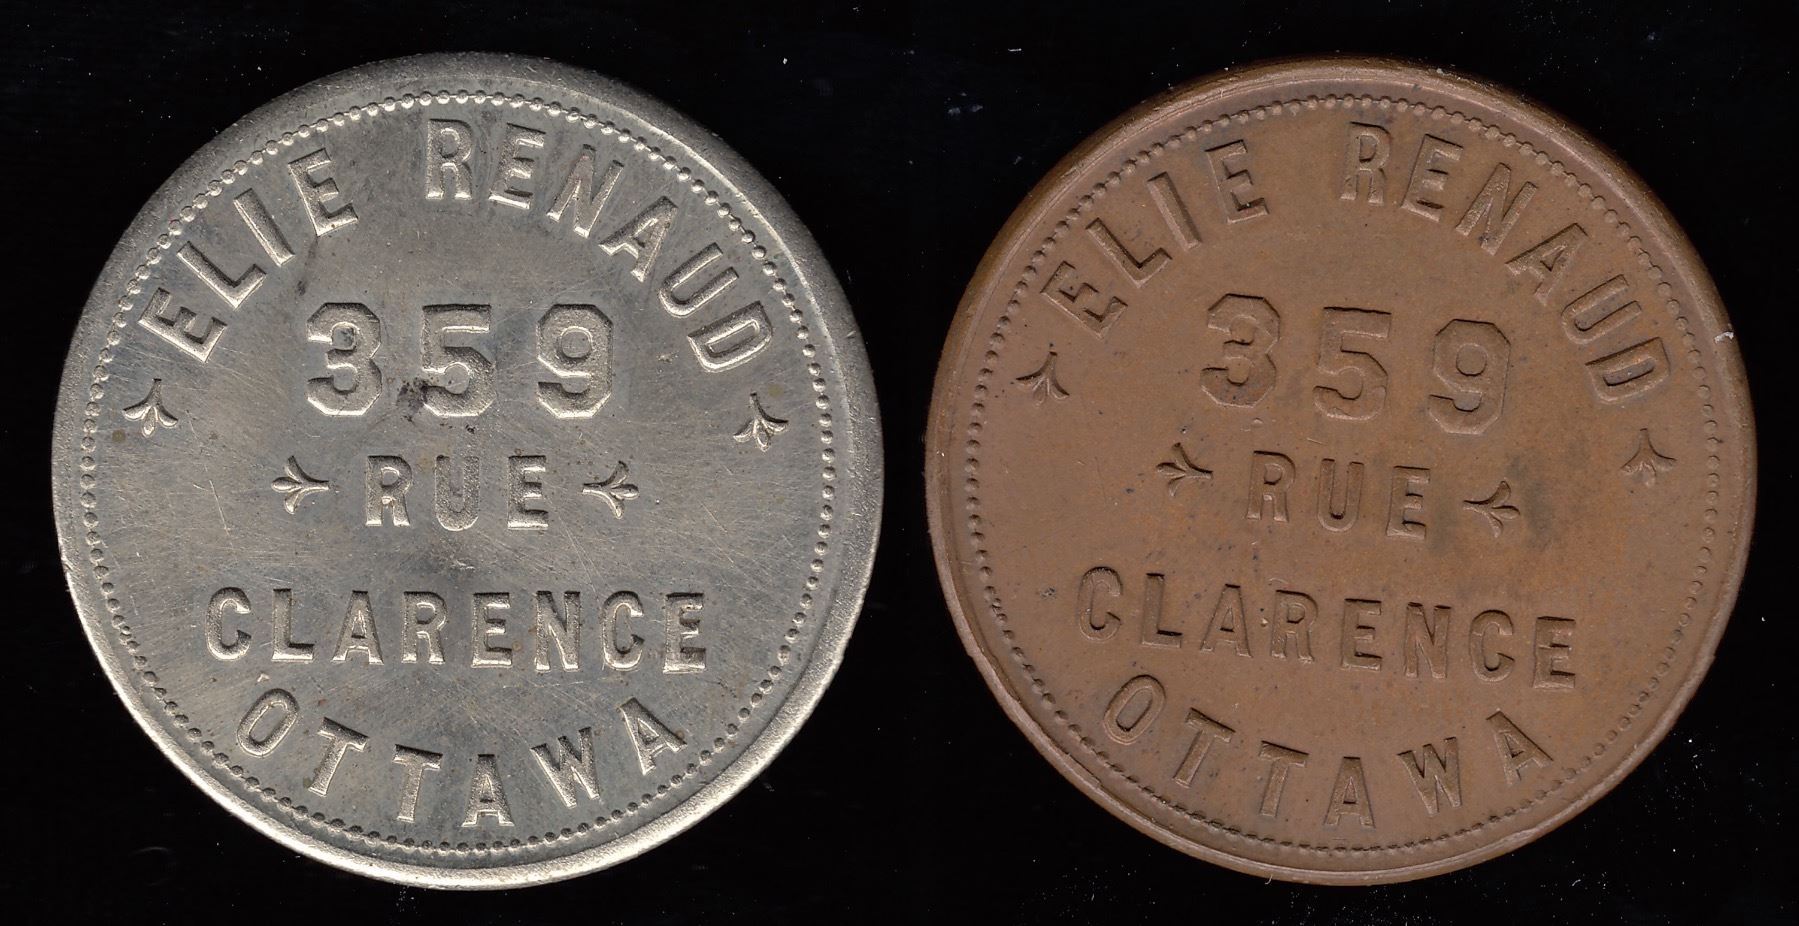 ELIE RENAUD
359
RUE
CLARENCE
OTTAWA
ELIE RENAUD
359
RUE
CLARENCE
OTTAWA